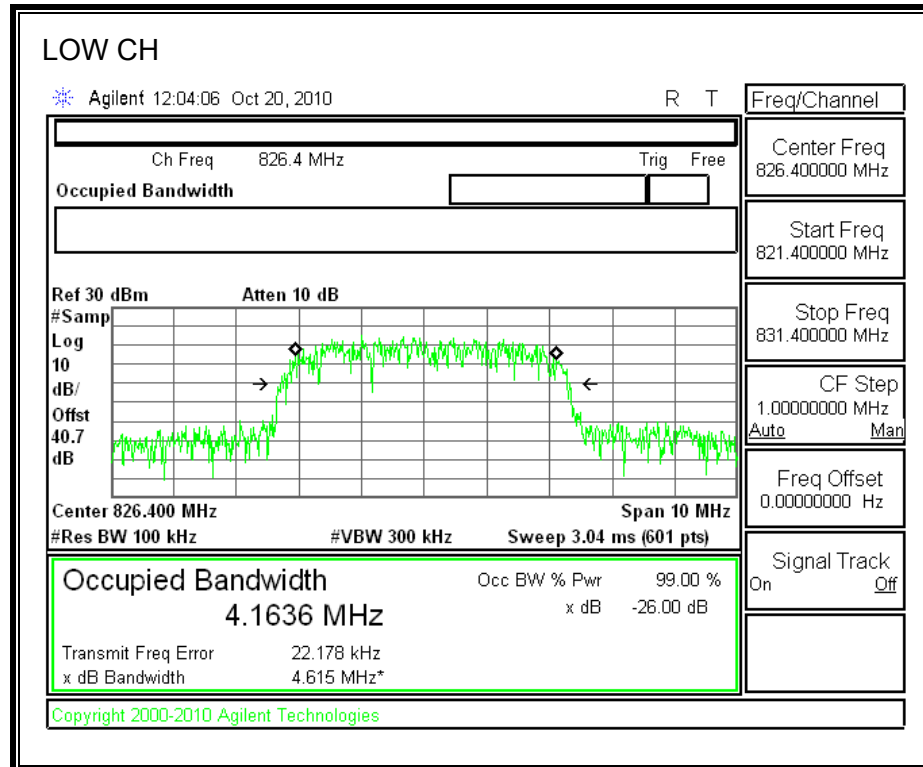 LOW CH
Agilent 12:04:06 Oct 20, 2010 R T
Freq/Channel
Ch Freq 826.4 MHz Trig Free
Occupied Bandwidth
Center Freq
826.400000 MHz
Start Freq
821.400000 MHz
Stop Freq
831.400000 MHz
CF Step
1.00000000 MHz
Auto Man
Freq Offset
0.00000000 Hz
Signal Track
On Off
Ref 30 dBm Atten 10 dB
#Samp
Log
10
dB/
Offst
40.7
dB
Center 826.400 MHz Span 10 MHz
#Res BW 100 kHz #VBW 300 kHz Sweep 3.04 ms (601 pts)
Occupied Bandwidth Occ BW % Pwr 99.00 %
4.1636 MHz x dB -26.00 dB
Transmit Freq Error 22.178 kHz
x dB Bandwidth 4.615 MHz*
Copyright 2000-2010 Agilent Technologies